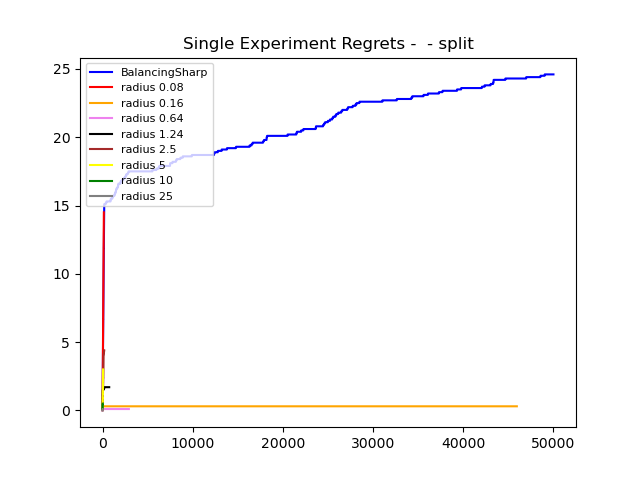 Single Experiment Regrets -  - split
25
20
15
10
5
0
BalancingSharp
radius 0.08
radius 0.16
radius 0.64
radius 1.24
radius 2.5
radius 5
radius 10
radius 25
0 10000 20000 30000 40000 50000